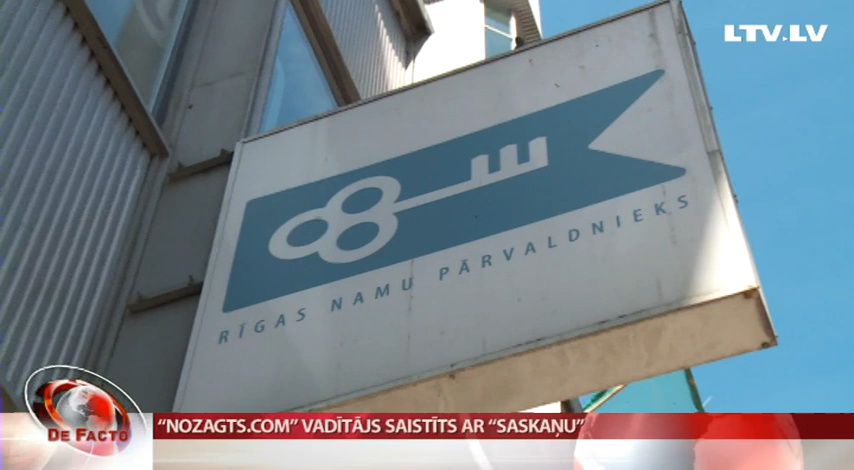 LTV.LV
RĪGAS NAMU PĀRVALDNIEKS
DE FACTO
“NOZAGTS.COM” VADĪTĀJS SAISTĪTS AR “SASKAŅU”